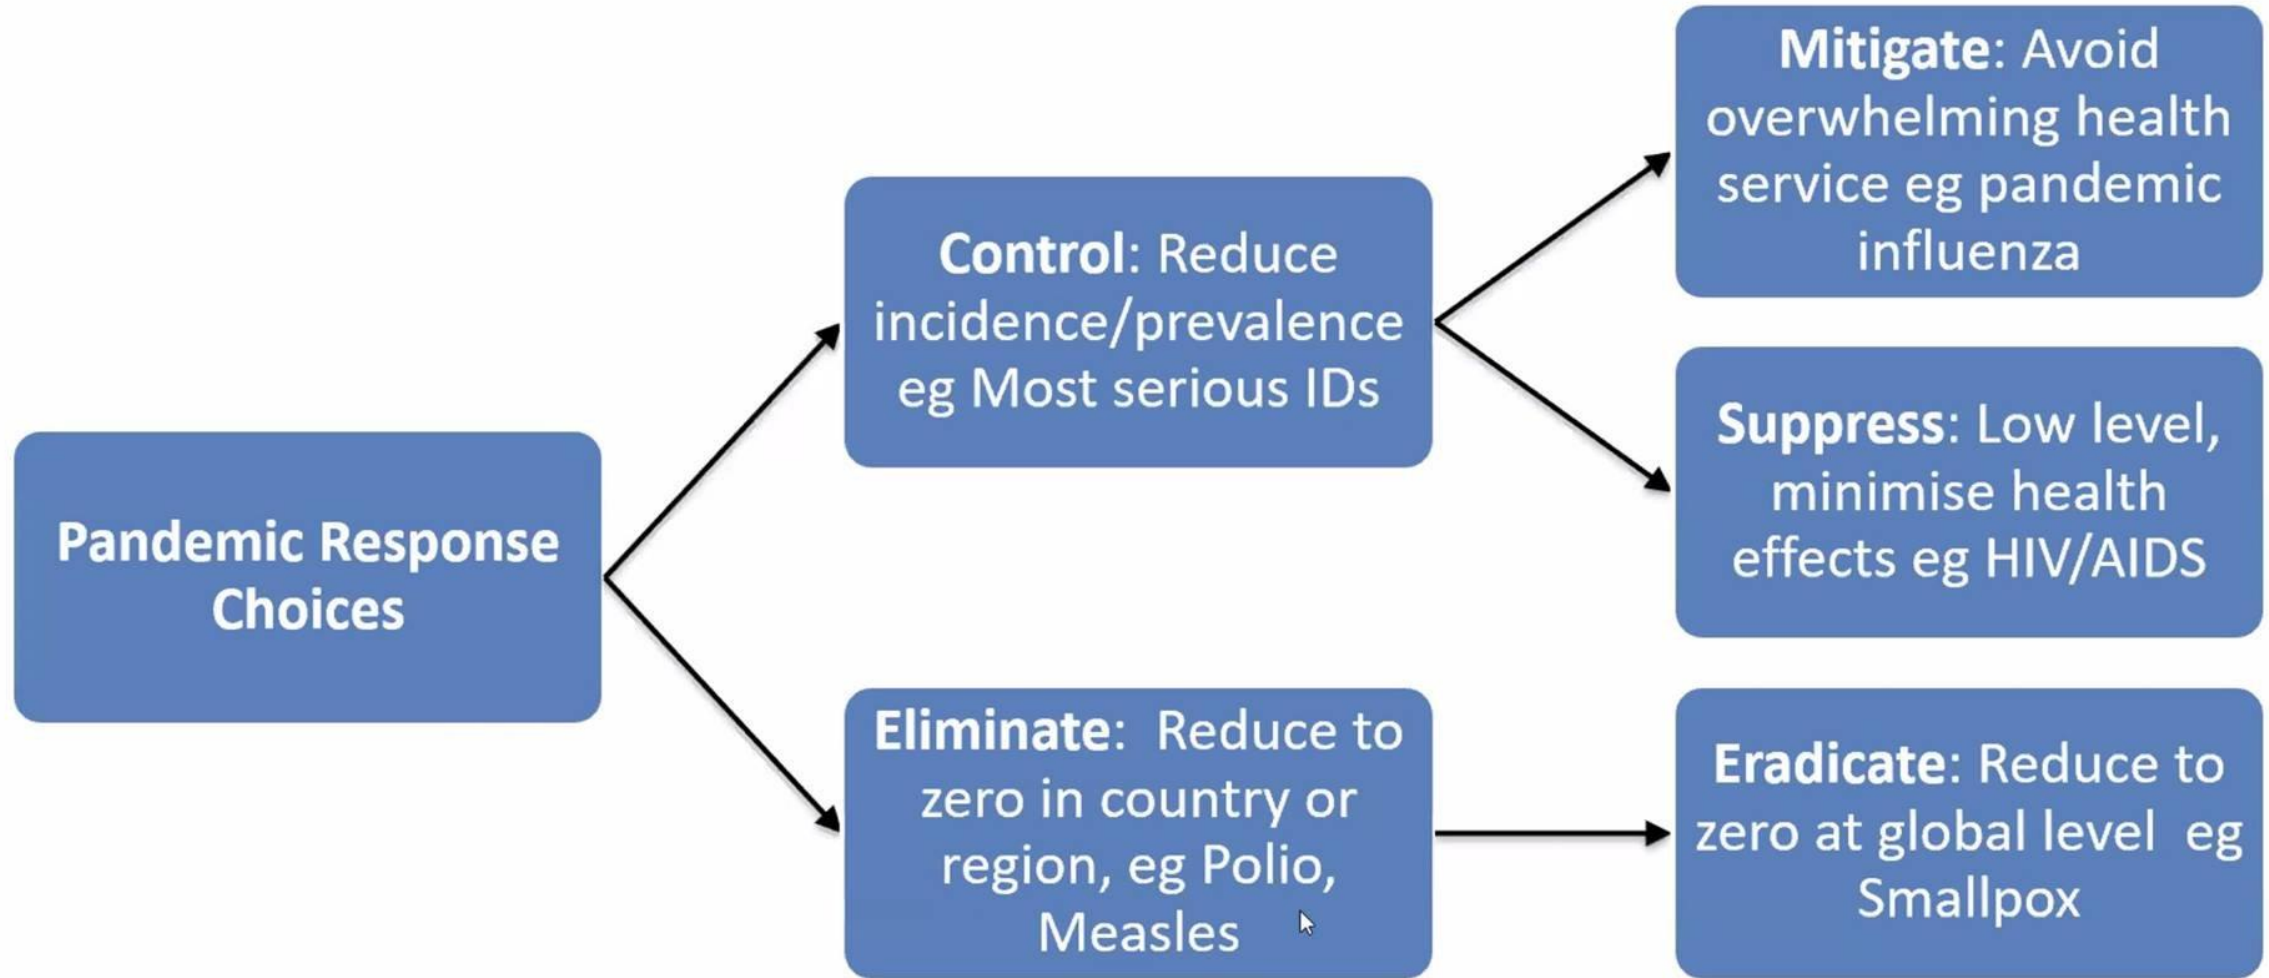 Pandemic Response
Choices
Control: Reduce
incidence/prevalence
eg Most serious IDs
Eliminate:  Reduce to
zero in country or
region, eg Polio,
Measles
Mitigate: Avoid
overwhelming health
service eg pandemic
influenza
Suppress: Low level,
minimise health
effects eg HIV/AIDS
Eradicate: Reduce to
zero at global level  eg
Smallpox